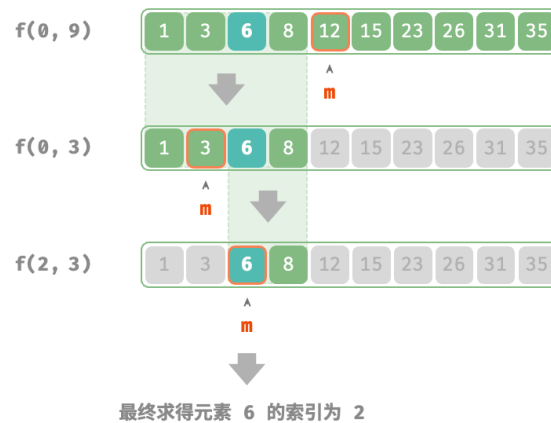 f(0, 9) 1 3 6 8 12 15 23 26 31 35
m
f(0, 3) 1 3 6 8 12 15 23 26 31 35
m
f(2, 3) 1 3 6 8 12 15 23 26 31 35
m
最终求得元素 6 的索引为 2